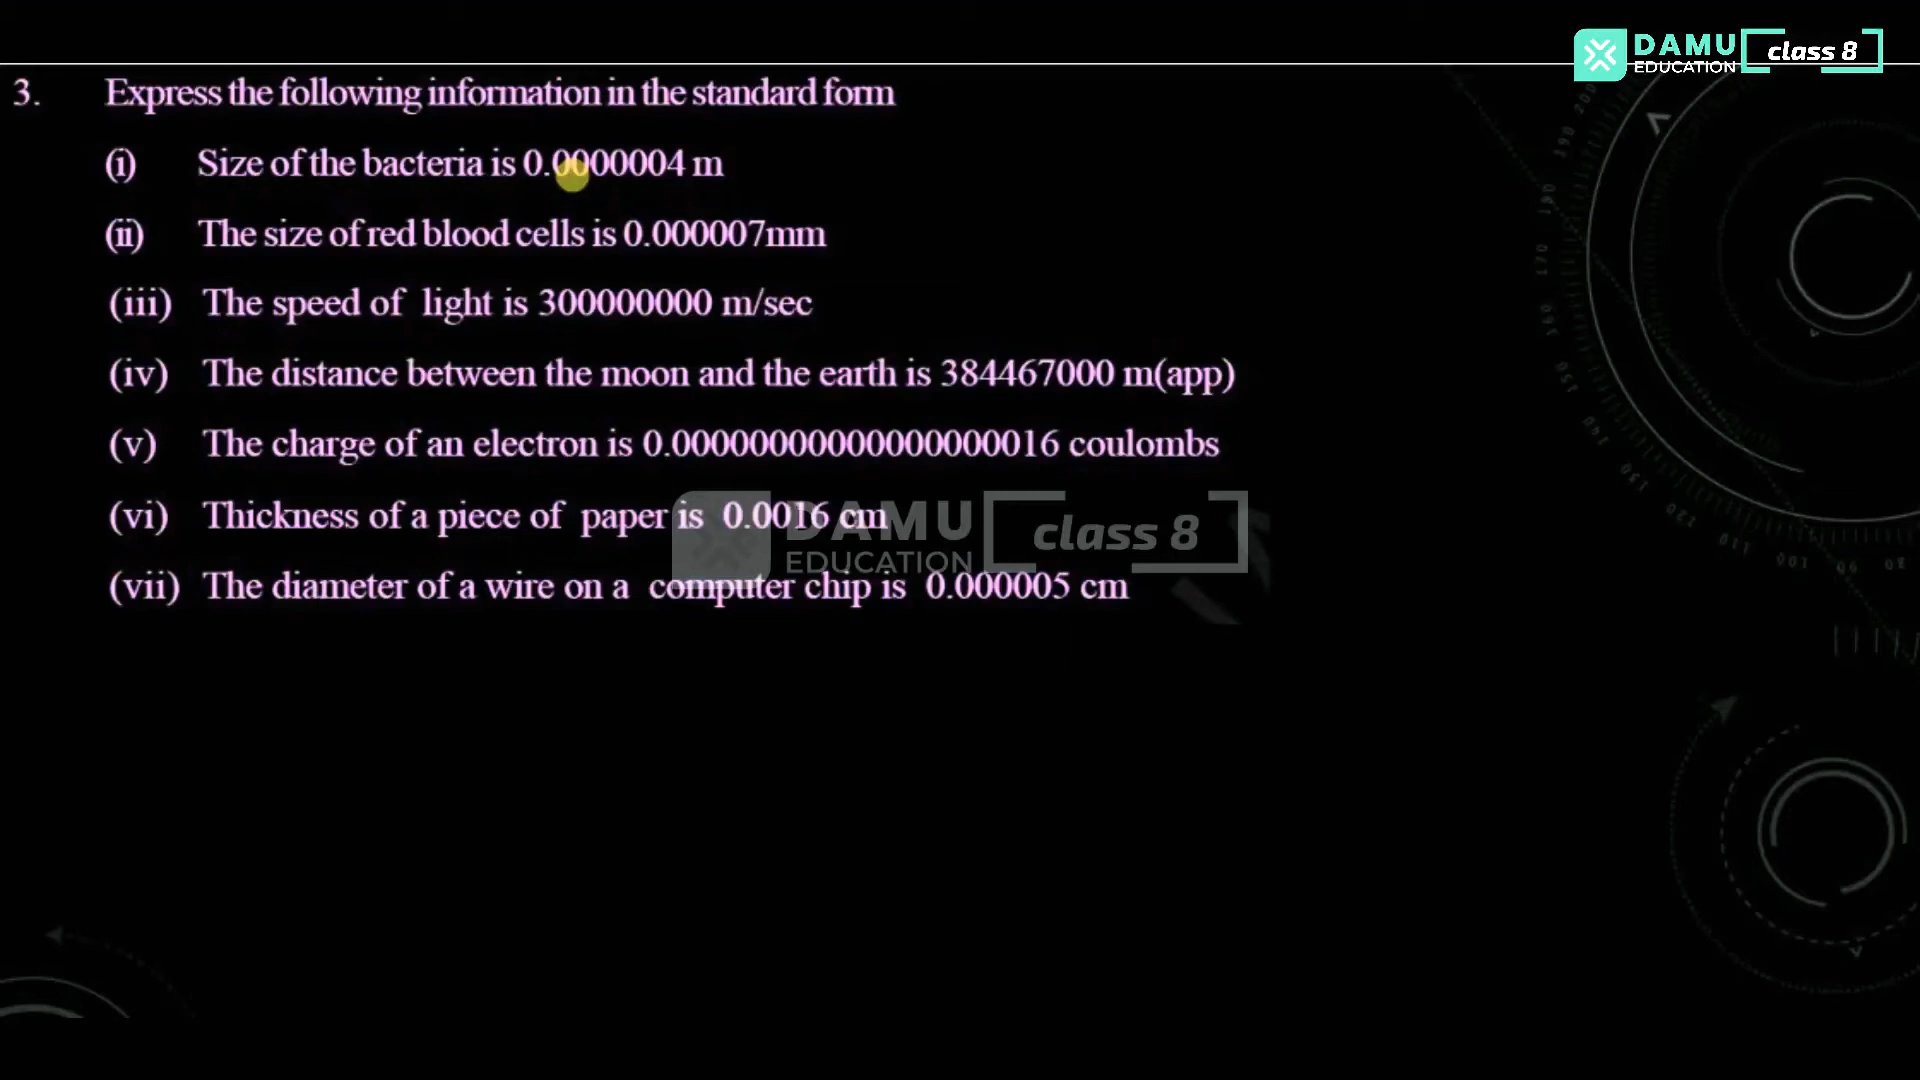 DAMU
EDUCATION
class 8
3. Express the following information in the standard form
(i) Size of the bacteria is 0.0000004 m
(ii) The size of red blood cells is 0.000007mm
(iii) The speed of light is 300000000 m/sec
(iv) The distance between the moon and the earth is 384467000 m(app)
(v) The charge of an electron is 0.00000000000000000016 coulombs
(vi) Thickness of a piece of paper is 0.0016 cm
DAMU
EDUCATION
class 8
(vii) The diameter of a wire on a computer chip is 0.000005 cm